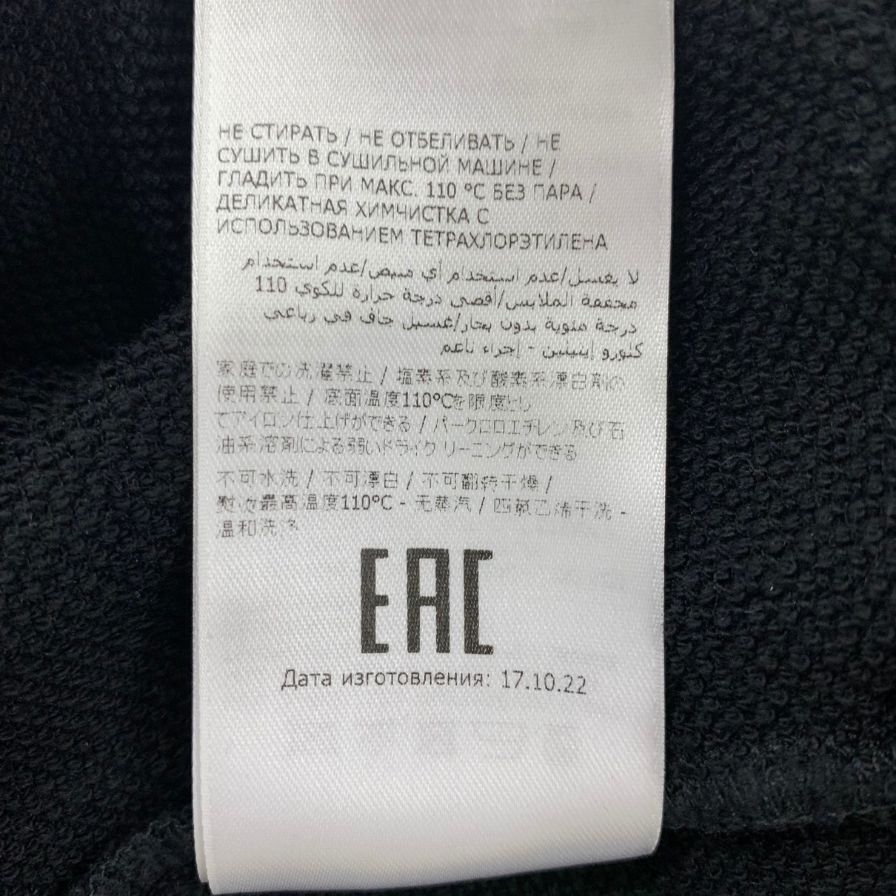 НЕ СТИРАТЬ / НЕ ОТБЕЛИВАТЬ / НЕ
СУШИТЬ В СУШИЛЬНОЙ МАШИНЕ /
ГЛАДИТЬ ПРИ МАКС. 110 °C БЕЗ ПАРА /
ДЕЛИКАТНАЯ ХИМЧИСТКА С
ИСПОЛЬЗОВАНИЕМ ТЕТРАХЛОРЭТИЛЕНА
لا يغسل/عدم استخدام أي مبيض/عدم استخدام
مجففة الملابس/أقصى درجة حرارة للكوي 110
درجة مئوية بدون بخار/غسيل جاف في رباعي
كلورو إيثيلين - إجراء ناعم
家庭での洗濯禁止 / 塩素系及び酸素系漂白剤の
使用禁止 / 底面温度110°Cを限度とし
てアイロン仕上げができる / パークロロエチレン及び石
油系溶剤による弱いドライクリーニングができる
不可水洗 / 不可漂白 / 不可翻转干燥 /
熨烫最高温度110°C - 无蒸汽 / 四氯乙烯干洗 -
温和洗涤
EAC
Дата изготовления: 17.10.22